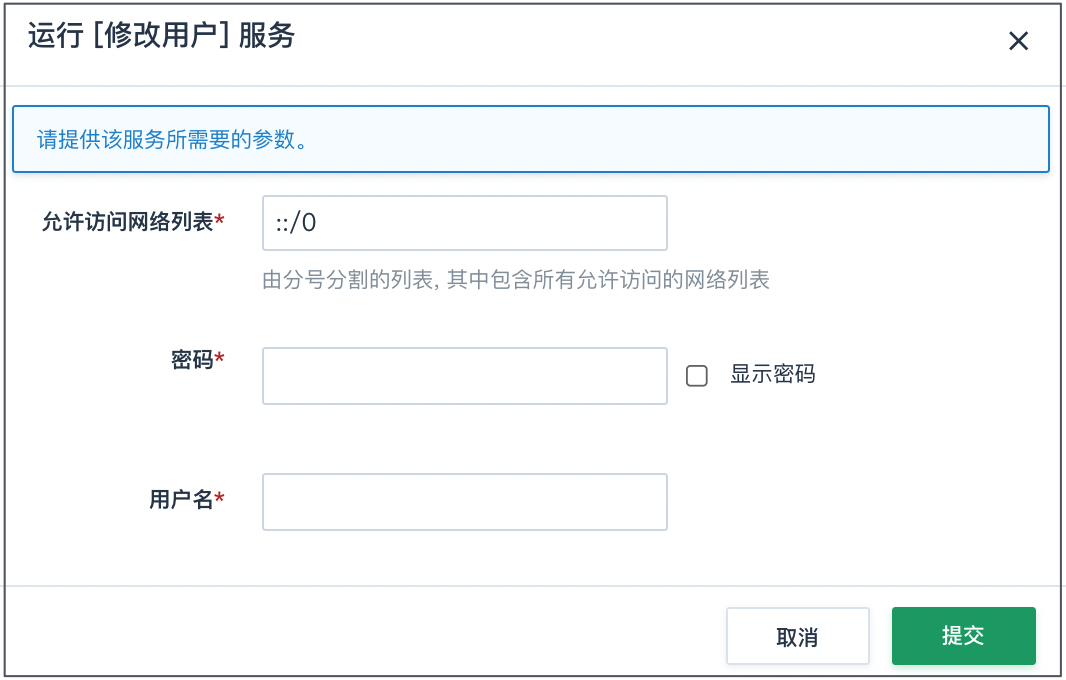 运行 [修改用户] 服务
请提供该服务所需要的参数。
允许访问网络列表*
::/0
由分号分割的列表, 其中包含所有允许访问的网络列表
密码*
显示密码
用户名*
取消
提交